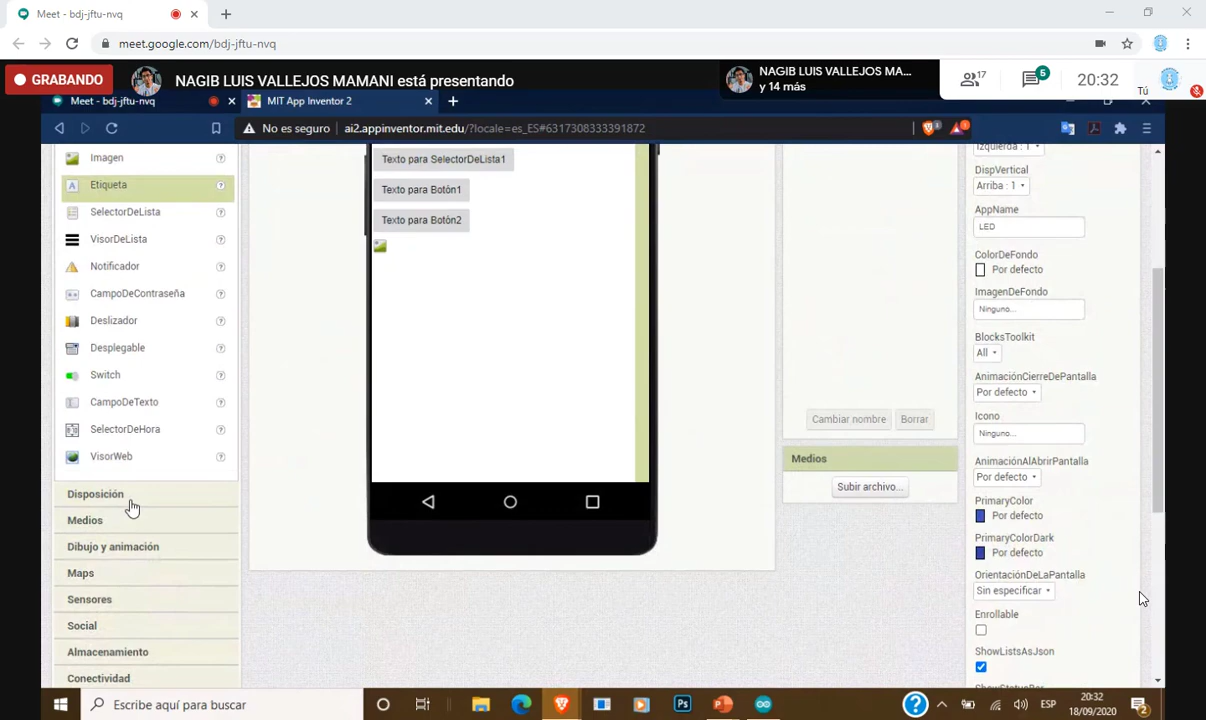 Meet - bdj-jftu-nvq
meet.google.com/bdj-jftu-nvq
GRABANDO
NAGIB LUIS VALLEJOS MAMANI está presentando
NAGIB LUIS VALLEJOS MA...
y 14 más
17
5
20:32
Tú
Meet - bdj-jftu-nvq
MIT App Inventor 2
No es seguro
ai2.appinventor.mit.edu/?locale=es_ES#6317308333391872
Imagen
Etiqueta
SelectorDeLista
VisorDeLista
Notificador
CampoDeContraseña
Deslizador
Desplegable
Switch
CampoDeTexto
SelectorDeHora
VisorWeb
Disposición
Medios
Dibujo y animación
Maps
Sensores
Social
Almacenamiento
Conectividad
Texto para SelectorDeLista1
Texto para Botón1
Texto para Botón2
Cambiar nombre
Borrar
Medios
Subir archivo...
Izquierda : 1
DispVertical
Arriba : 1
AppName
LED
ColorDeFondo
Por defecto
ImagenDeFondo
Ninguno...
BlocksToolkit
All
AnimaciónCierreDePantalla
Por defecto
Icono
Ninguno...
AnimaciónAlAbrirPantalla
Por defecto
PrimaryColor
Por defecto
PrimaryColorDark
Por defecto
OrientaciónDeLaPantalla
Sin especificar
Enrollable
ShowListsAsJson
ShowStatusBar
Escribe aquí para buscar
Ps
ESP
20:32
18/09/2020
2